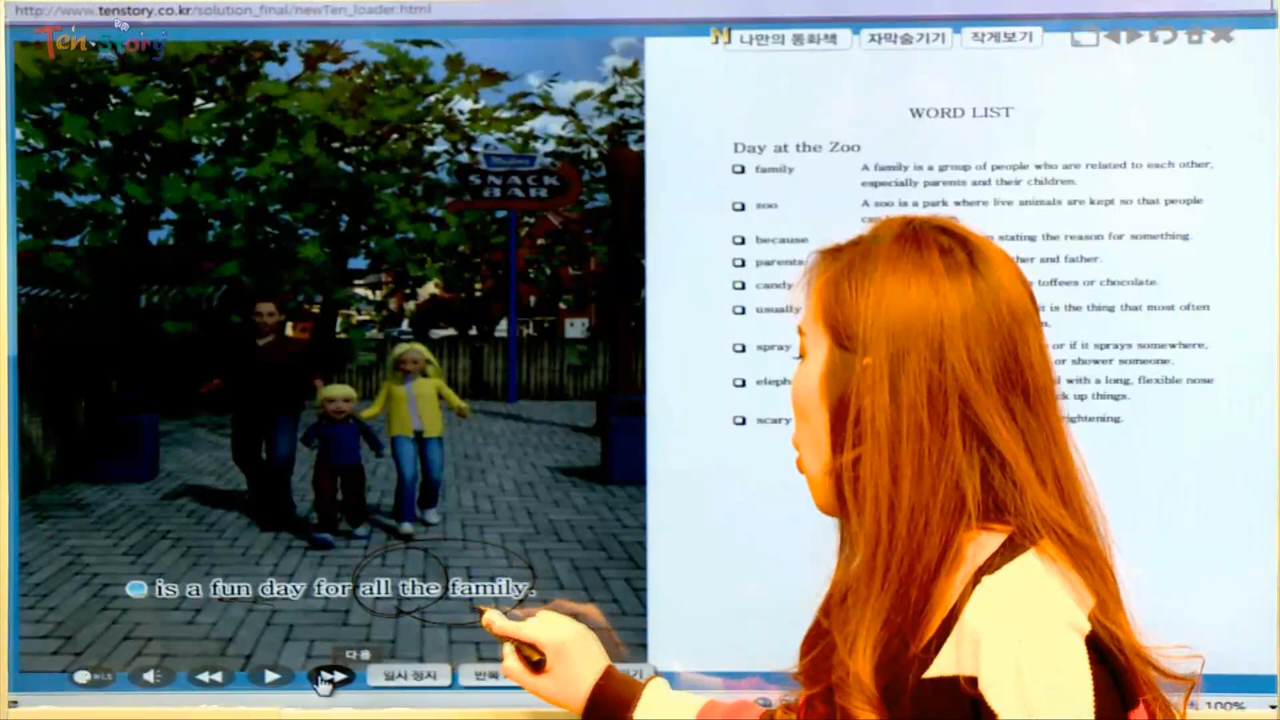 http://www.tenstory.co.kr/solution_final/newTen_loader.html
Ten Story
N 나만의 동화책 자막숨기기 작게보기
SNACK
BAR
WORD LIST
Day at the Zoo
family A family is a group of people who are related to each other,
especially parents and their children.
zoo A zoo is a park where live animals are kept so that people
because stating the reason for something.
parents and father.
candy toffees or chocolate.
usually it is the thing that most often
spray or if it sprays somewhere,
or shower someone.
with a long, flexible nose
up things.
scary
is a fun day for all the family.
다음
일시 정지
100%